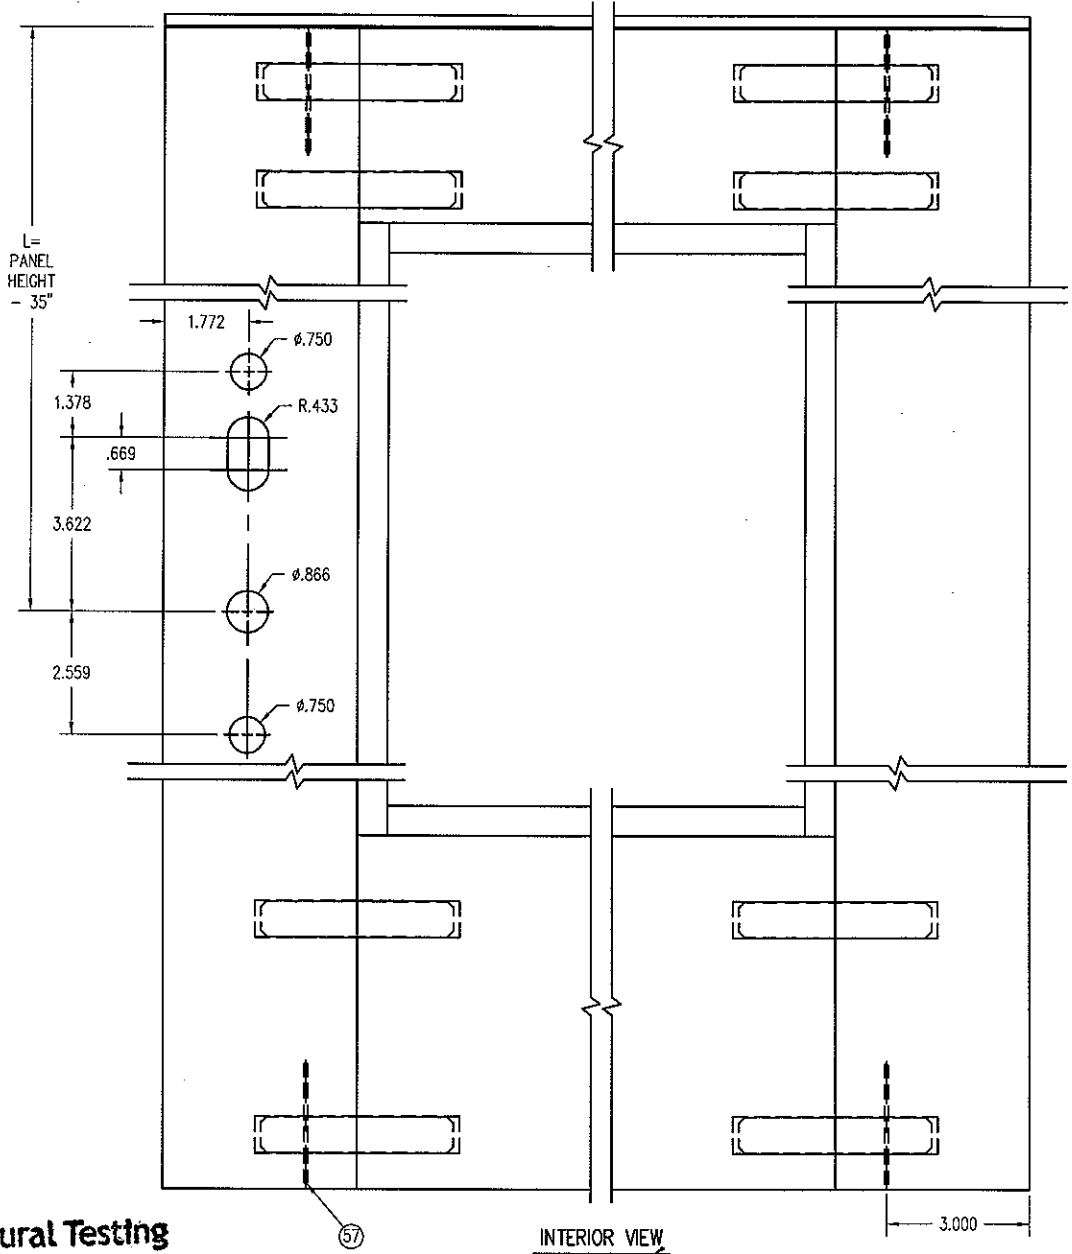 L=
PANEL
HEIGHT
- 35"
1.772
ø.750
1.378
R.433
.669
3.622
ø.866
2.559
ø.750
3.000
57
INTERIOR VIEW
ural Testing